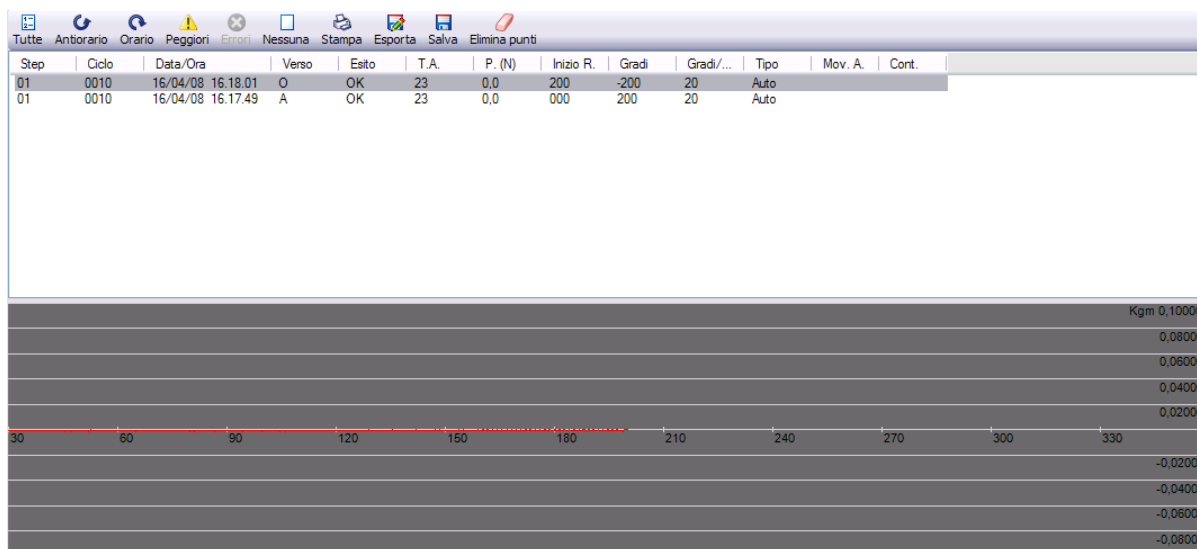 Tutte Antiorario Orario Peggiori Errori Nessuna Stampa Esporta Salva Elimina punti
Step Ciclo Data/Ora Verso Esito T.A. P. (N) Inizio R. Gradi Gradi/... Tipo Mov. A. Cont.
01 0010 16/04/08 16.18.01 O OK 23 0,0 200 -200 20 Auto
01 0010 16/04/08 16.17.49 A OK 23 0,0 000 200 20 Auto
Kgm 0,1000
0,0800
0,0600
0,0400
0,0200
30 60 90 120 150 180 210 240 270 300 330
-0,0200
-0,0400
-0,0600
-0,0800